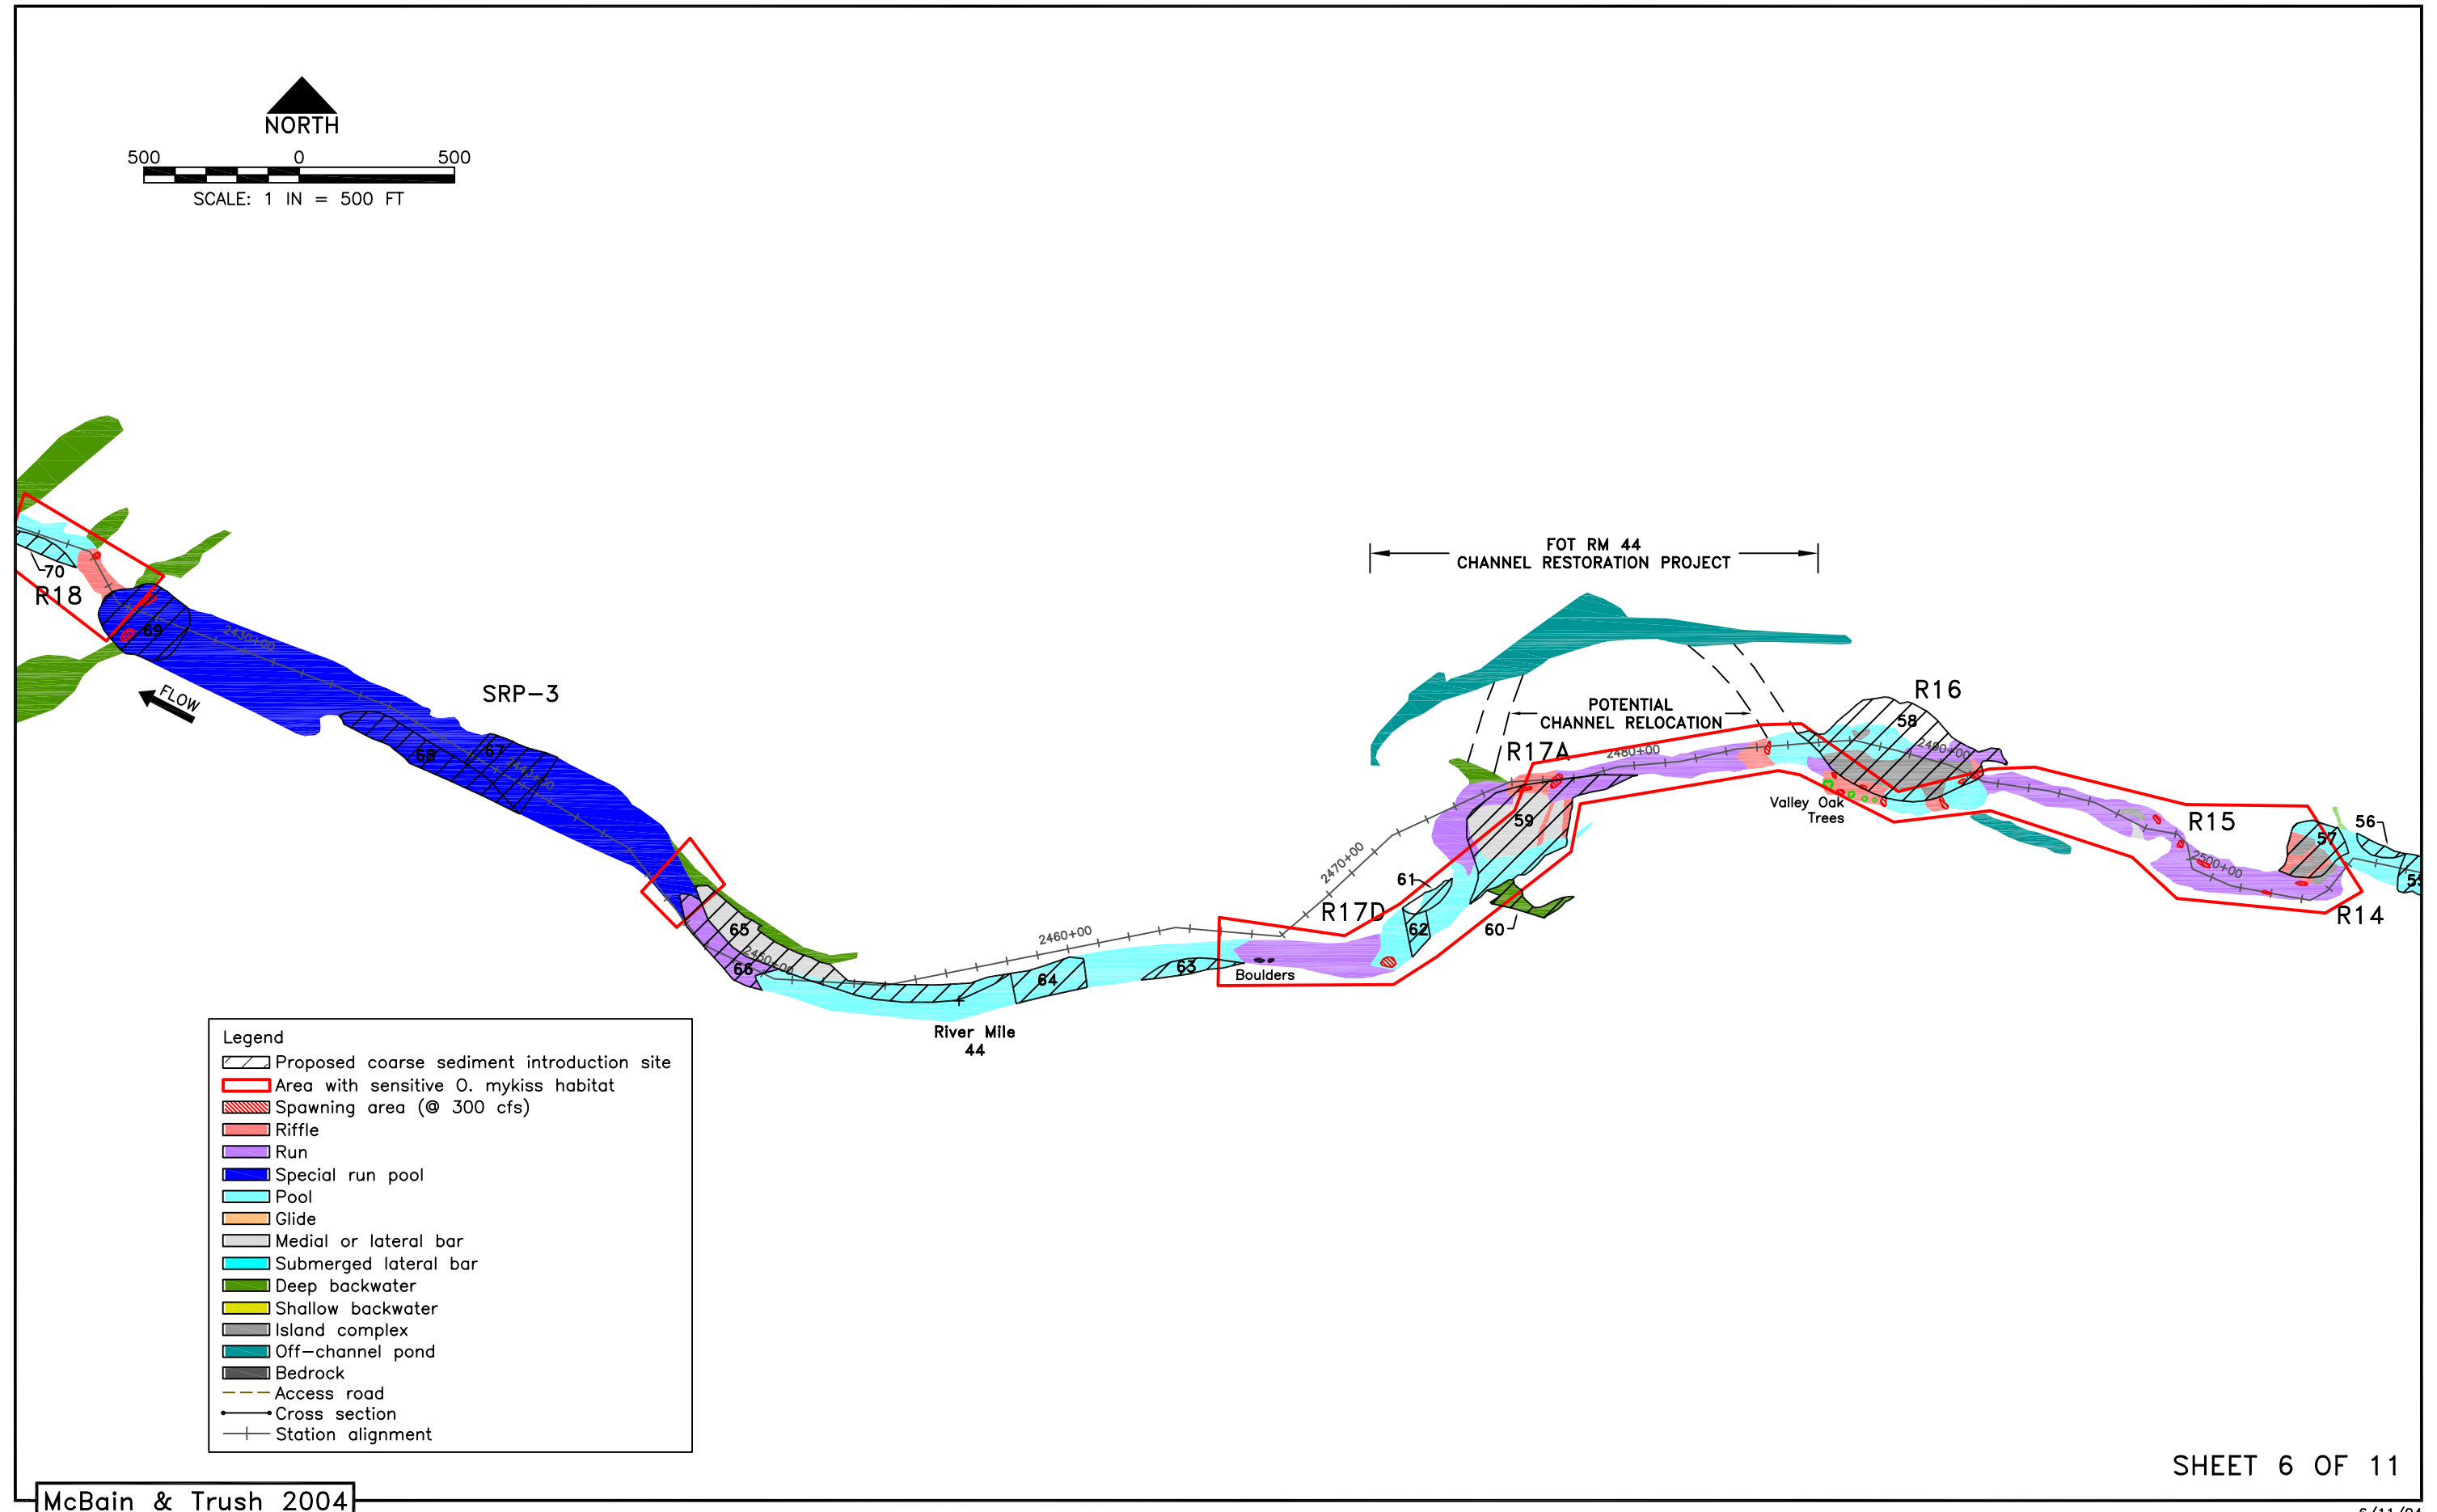 NORTH
500 0 500
SCALE: 1 IN = 500 FT
FOT RM 44
CHANNEL RESTORATION PROJECT
70
R18
69
2430+00
FLOW
SRP-3
67
68
POTENTIAL
CHANNEL RELOCATION
R16
58
2490+00
R17A
2480+00
59
Valley Oak
Trees
R15
56
57
2500+00
55
R14
2470+00
61
R17D
62
60
65
2460+00
66
2450+00
63
64
Boulders
River Mile
44
Legend
Proposed coarse sediment introduction site
Area with sensitive O. mykiss habitat
Spawning area (@ 300 cfs)
Riffle
Run
Special run pool
Pool
Glide
Medial or lateral bar
Submerged lateral bar
Deep backwater
Shallow backwater
Island complex
Off-channel pond
Bedrock
Access road
Cross section
Station alignment
SHEET 6 OF 11
McBain & Trush 2004